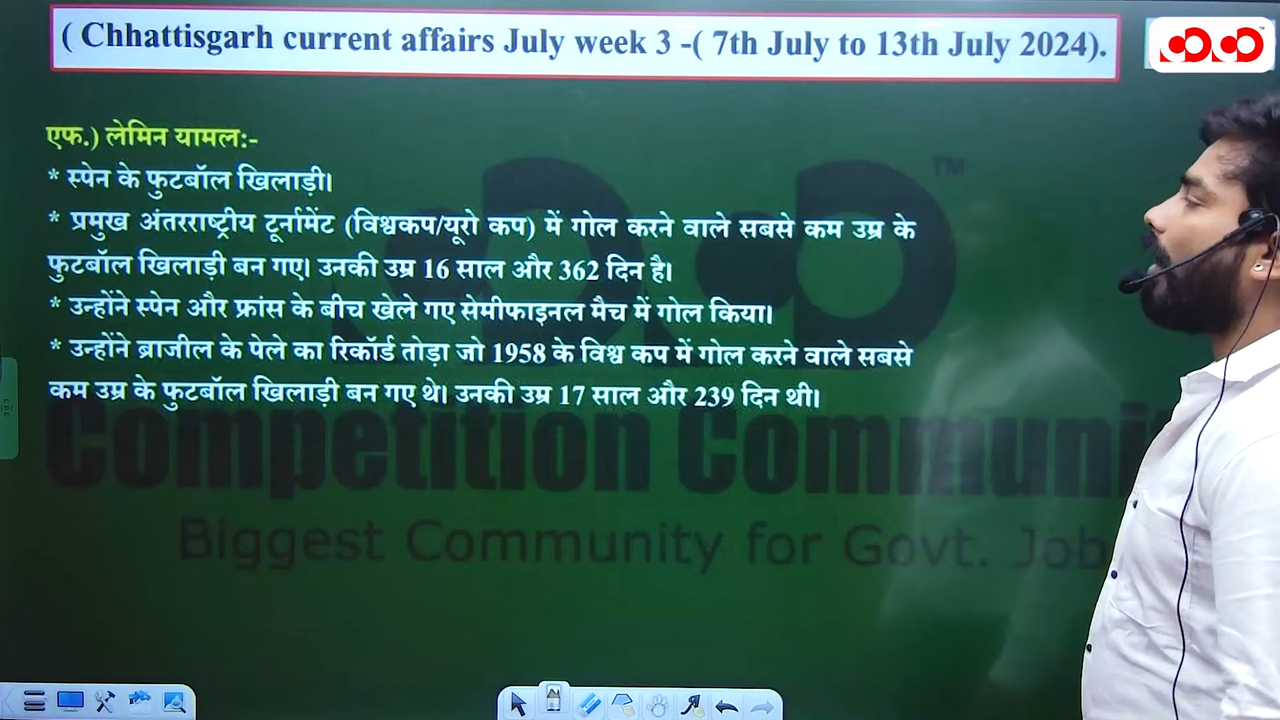 ( Chhattisgarh current affairs July week 3 -( 7th July to 13th July 2024).
एफ.) लेमिन यामल:-
* स्पेन के फुटबॉल खिलाड़ी।
* प्रमुख अंतरराष्ट्रीय टूर्नामेंट (विश्वकप/यूरो कप) में गोल करने वाले सबसे कम उम्र के
फुटबॉल खिलाड़ी बन गए। उनकी उम्र 16 साल और 362 दिन है।
* उन्होंने स्पेन और फ्रांस के बीच खेले गए सेमीफाइनल मैच में गोल किया।
* उन्होंने ब्राजील के पेले का रिकॉर्ड तोड़ा जो 1958 के विश्व कप में गोल करने वाले सबसे
कम उम्र के फुटबॉल खिलाड़ी बन गए थे। उनकी उम्र 17 साल और 239 दिन थी।
TM
Competition Communi
Biggest Community for Govt. Job